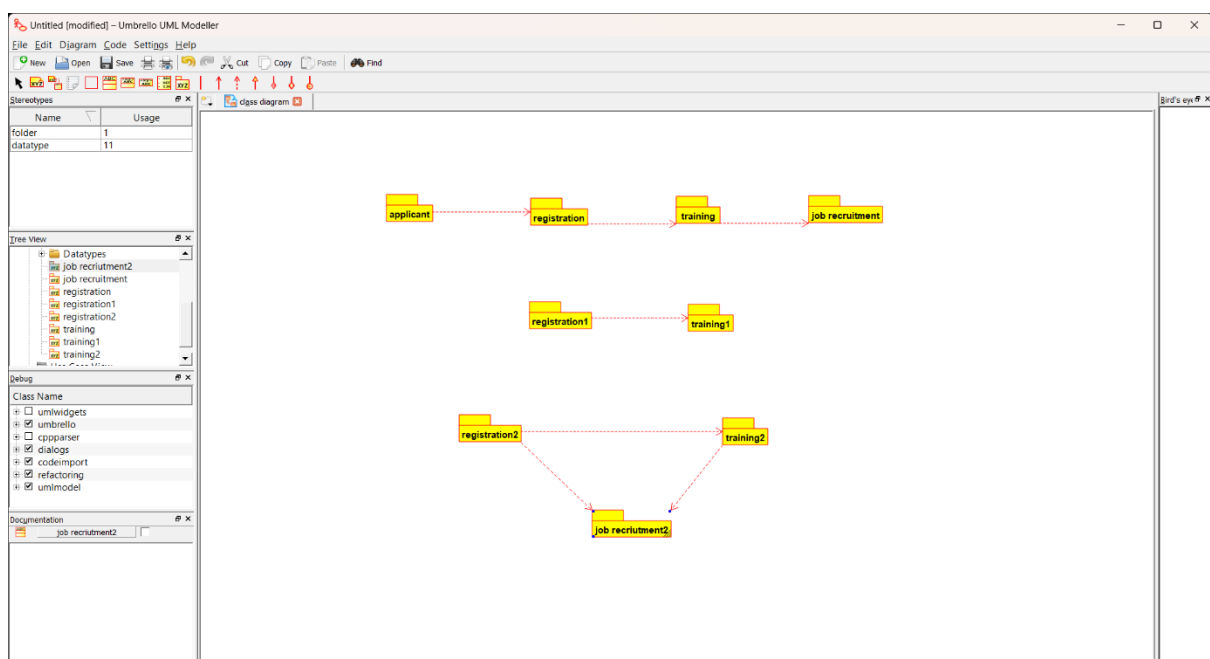 Untitled [modified] – Umbrello UML Modeller
File Edit Diagram Code Settings Help
New Open Save Cut Copy Paste Find
Stereotypes
class diagram
Bird's eye
Name Usage
folder 1
datatype 11
Tree View
Datatypes
job recriutment2
job recruitment
registration
registration1
registration2
training
training1
training2
Debug
Class Name
umlwidgets
umbrello
cppparser
dialogs
codeimport
refactoring
umlmodel
Documentation
job recriutment2
applicant
registration
training
job recruitment
registration1
training1
registration2
training2
job recriutment2